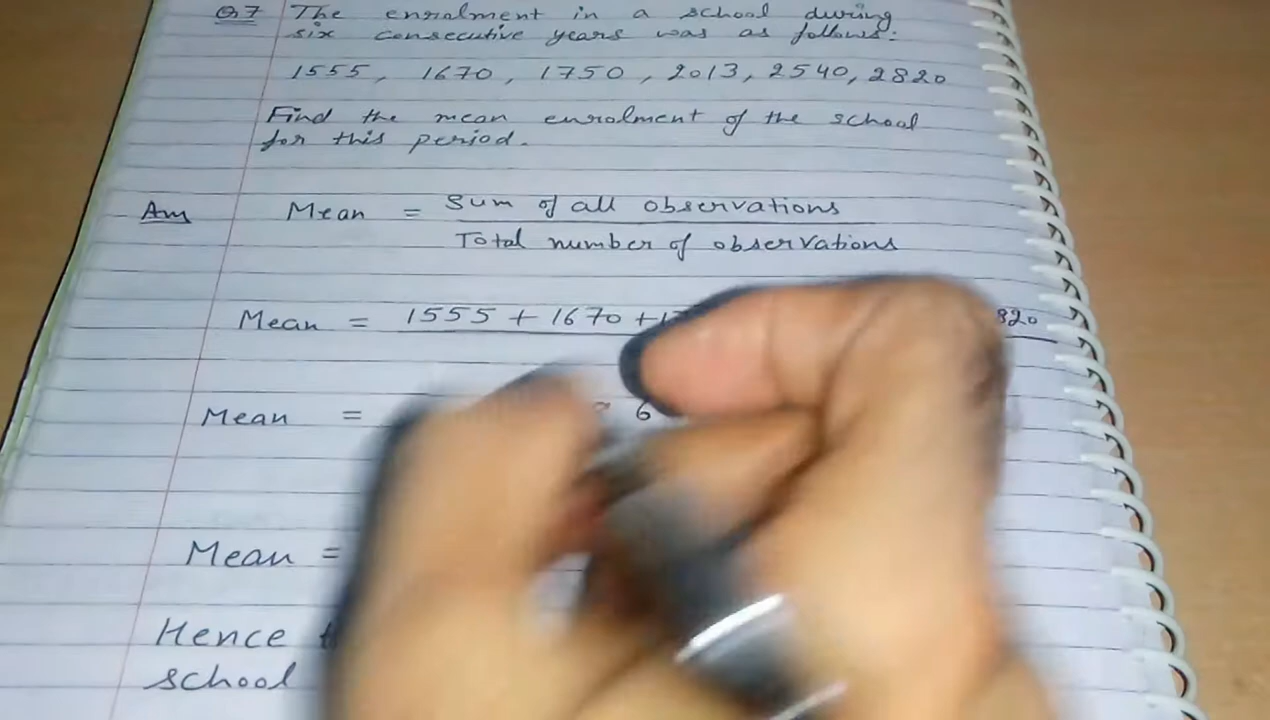 Q7 The enrolment in a school during
six consecutive years was as follows:
1555, 1670, 1750, 2013, 2540, 2820
Find the mean enrolment of the school
for this period.
Ans Mean = Sum of all observations
Total number of observations
Mean = 1555 + 1670 + 820
6
Mean =
Mean =
Hence
school